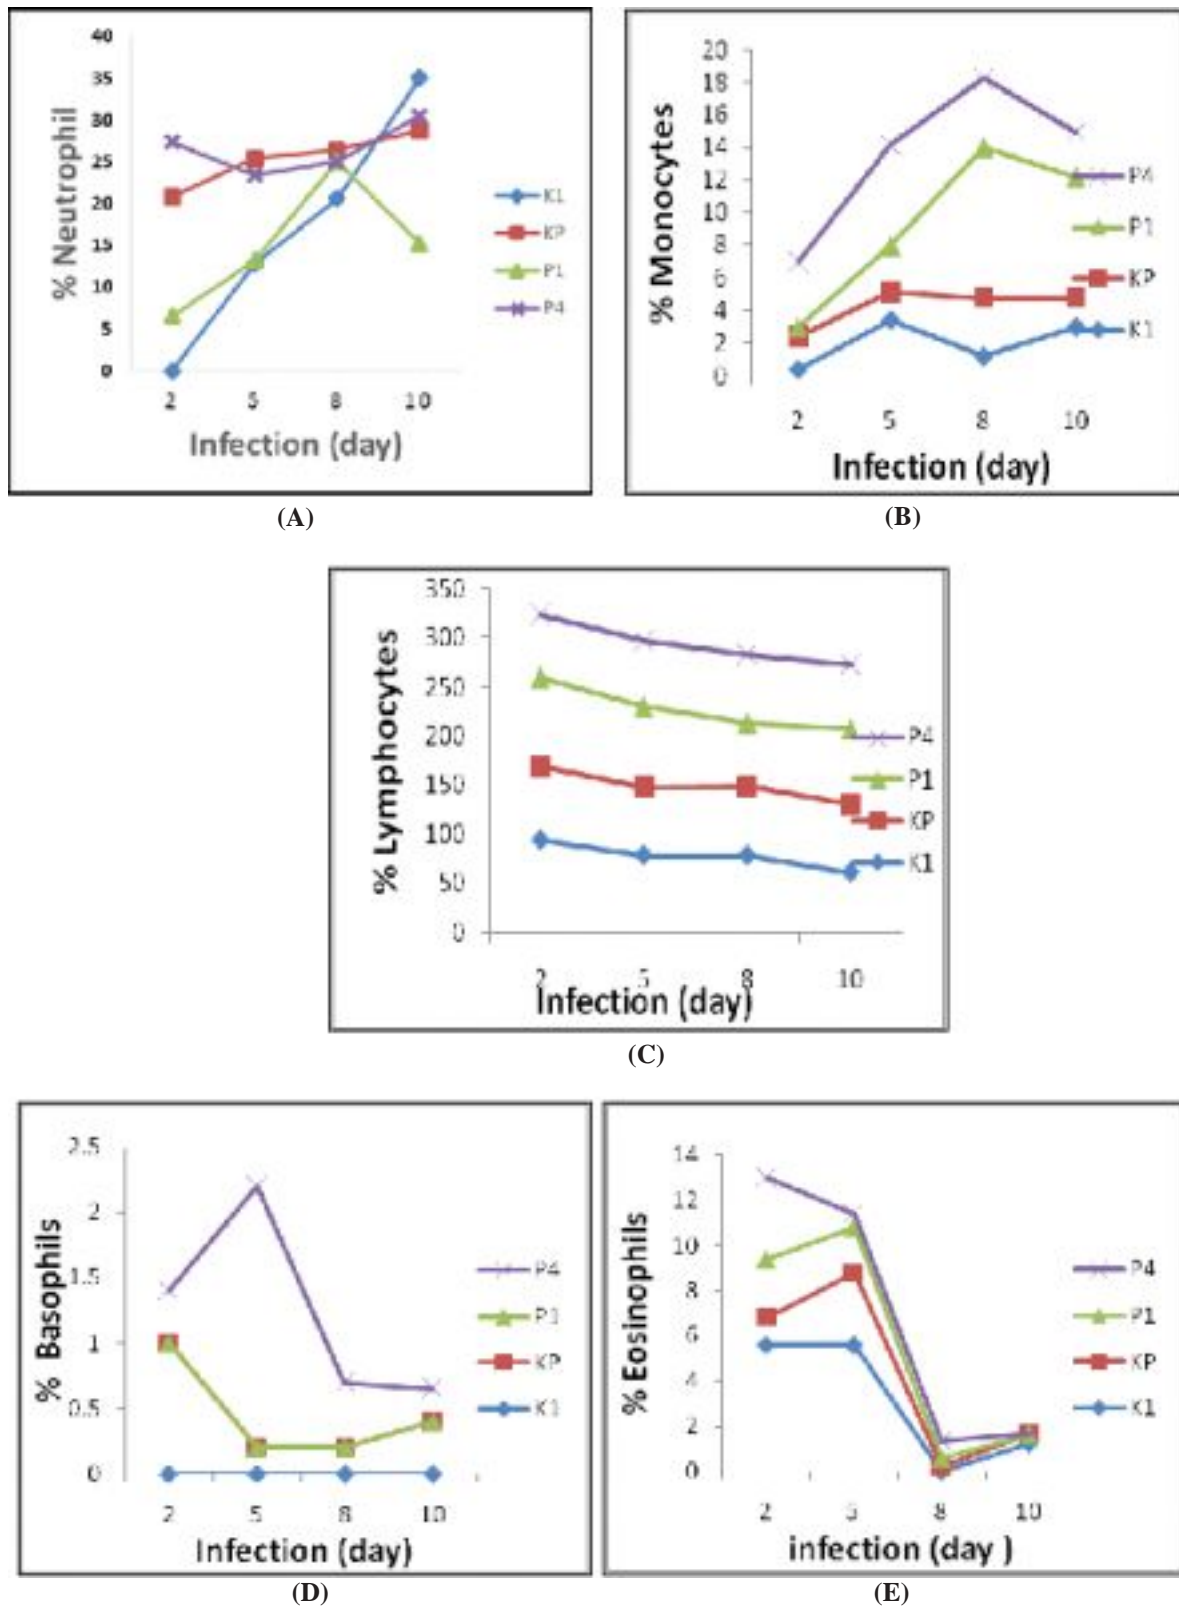 40
35
30
25
20
15
10
5
0
% Neutrophil
2 5 8 10
Infection (day)
K1
KP
P1
P4
(A)
20
18
16
14
12
10
8
6
4
2
0
% Monocytes
2 5 8 10
Infection (day)
P4
P1
KP
K1
(B)
350
300
250
200
150
100
50
0
% Lymphocytes
2 5 8 10
Infection (day)
P4
P1
KP
K1
(C)
2.5
2
1.5
1
0.5
0
% Basophils
2 5 8 10
Infection (day)
P4
P1
KP
K1
(D)
14
12
10
8
6
4
2
0
% Eosinophils
2 5 8 10
infection (day )
P4
P1
KP
K1
(E)